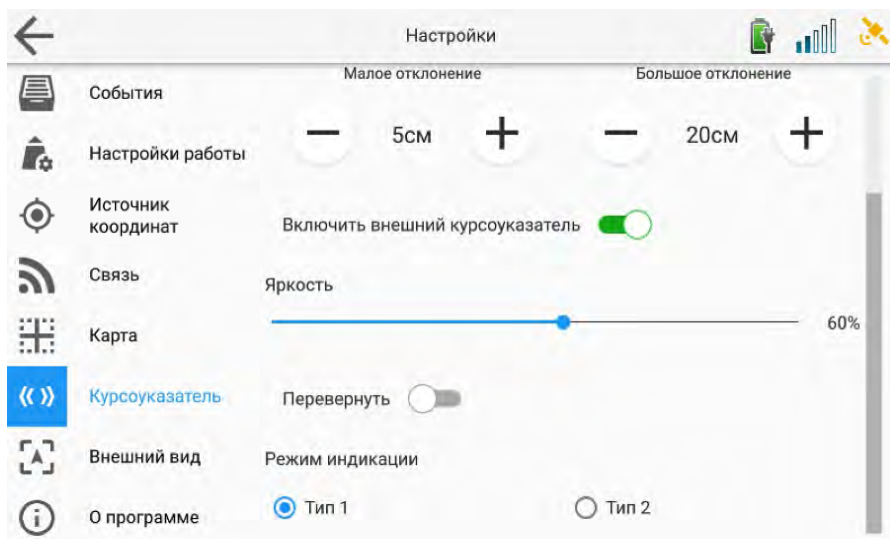 Настройки
События
Настройки работы
Источник
координат
Связь
Карта
Курсоуказатель
Внешний вид
О программе
Малое отклонение
Большое отклонение
5см
20см
Включить внешний курсоуказатель
Яркость
60%
Перевернуть
Режим индикации
Тип 1
Тип 2